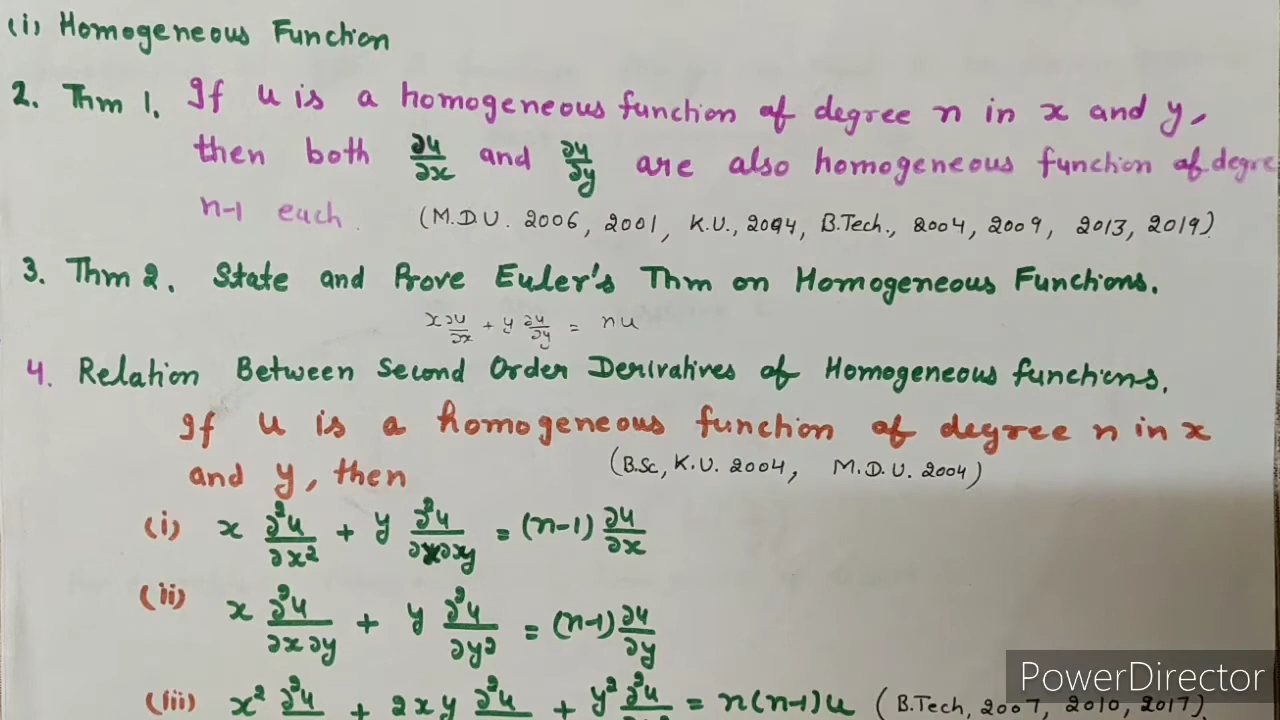 (i) Homogeneous Function
2. Thm 1. If u is a homogeneous function of degree n in x and y,
then both ∂u/∂x and ∂u/∂y are also homogeneous function of degre
n-1 each. (M.D.U. 2006, 2001, K.U., 2004, B.Tech., 2004, 2009, 2013, 2019)
3. Thm 2. State and Prove Euler's Thm on Homogeneous Functions.
x ∂u/∂x + y ∂u/∂y = nu
4. Relation Between Second Order Derivatives of Homogeneous functions.
If u is a homogeneous function of degree n in x
and y, then (B.Sc, K.U. 2004, M.D.U. 2004)
(i) x ∂²u/∂x² + y ∂²u/∂x∂y = (n-1) ∂u/∂x
(ii) x ∂²u/∂x∂y + y ∂²u/∂y² = (n-1) ∂u/∂y
(iii) x² ∂²u + 2xy ∂²u + y² ∂²u = n(n-1)u (B.Tech, 2007, 2010, 2017)
PowerDirector